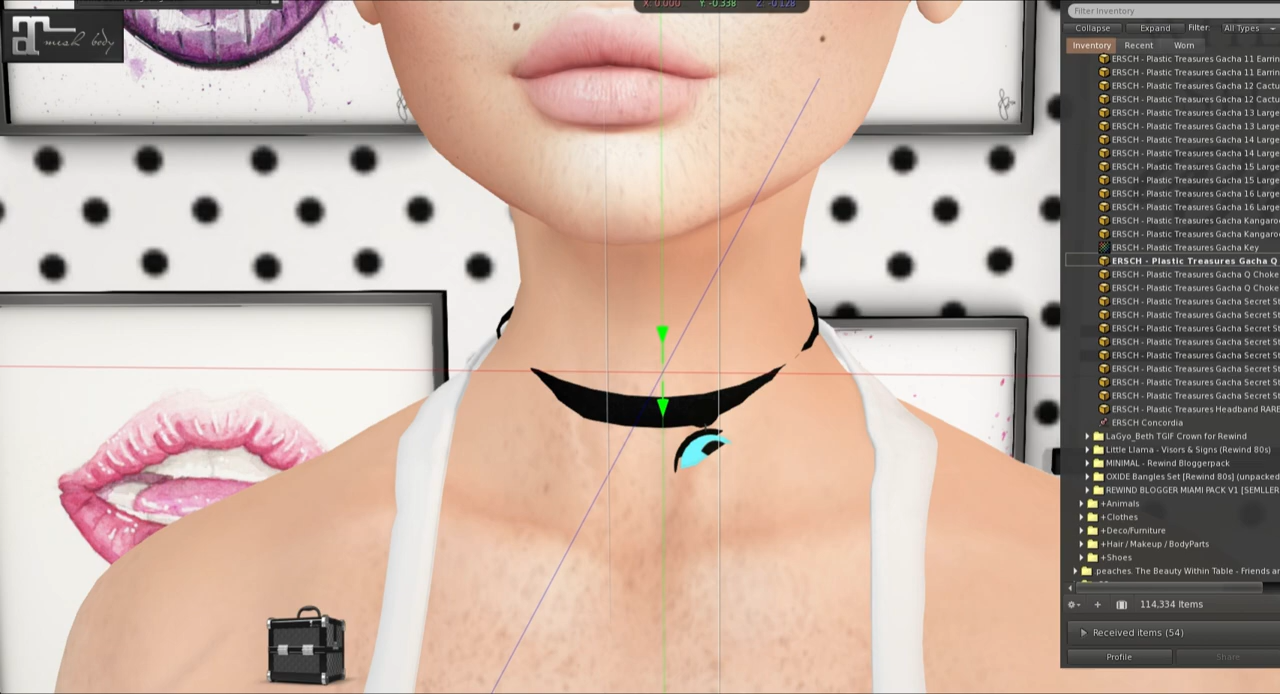 X: 0.000 Y: -0.338 Z: -0.128
mesh body
Filter Inventory
Collapse Expand Filter: All Types
Inventory Recent Worn
ERSCH - Plastic Treasures Gacha 11 Earrin
ERSCH - Plastic Treasures Gacha 11 Earrin
ERSCH - Plastic Treasures Gacha 12 Cactu
ERSCH - Plastic Treasures Gacha 12 Cactu
ERSCH - Plastic Treasures Gacha 13 Large
ERSCH - Plastic Treasures Gacha 13 Large
ERSCH - Plastic Treasures Gacha 14 Large
ERSCH - Plastic Treasures Gacha 14 Large
ERSCH - Plastic Treasures Gacha 15 Large
ERSCH - Plastic Treasures Gacha 15 Large
ERSCH - Plastic Treasures Gacha 16 Large
ERSCH - Plastic Treasures Gacha 16 Large
ERSCH - Plastic Treasures Gacha Kangaroo
ERSCH - Plastic Treasures Gacha Kangaroo
ERSCH - Plastic Treasures Gacha Key
ERSCH - Plastic Treasures Gacha Q
ERSCH - Plastic Treasures Gacha Q Choke
ERSCH - Plastic Treasures Gacha Q Choke
ERSCH - Plastic Treasures Gacha Secret St
ERSCH - Plastic Treasures Gacha Secret St
ERSCH - Plastic Treasures Gacha Secret St
ERSCH - Plastic Treasures Gacha Secret St
ERSCH - Plastic Treasures Gacha Secret St
ERSCH - Plastic Treasures Gacha Secret St
ERSCH - Plastic Treasures Gacha Secret St
ERSCH - Plastic Treasures Gacha Secret St
ERSCH - Plastic Treasures Headband RARE
ERSCH Concordia
LaGyo_Beth TGIF Crown for Rewind
Little Llama - Visors & Signs (Rewind 80s)
MINIMAL - Rewind Bloggerpack
OXIDE Bangles Set [Rewind 80s] (unpacked
REWIND BLOGGER MIAMI PACK V1 [SEMLLER
+Animals
+Clothes
+Deco/Furniture
+Hair / Makeup / BodyParts
+Shoes
.peaches. The Beauty Within Table - Friends an
114,334 Items
Received items (54)
Profile Share